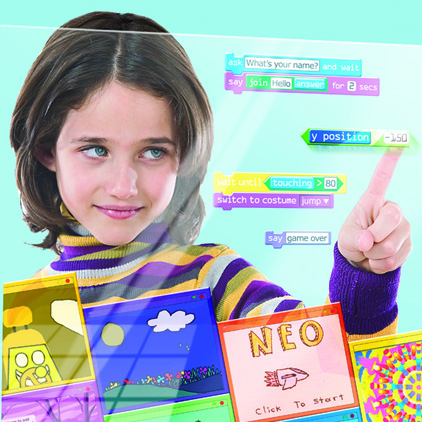 ask What's your name? and wait
say join Hello answer for 2 secs
y position -150
wait until touching > 80
switch to costume jump
say game over
NEO
CLICK TO START